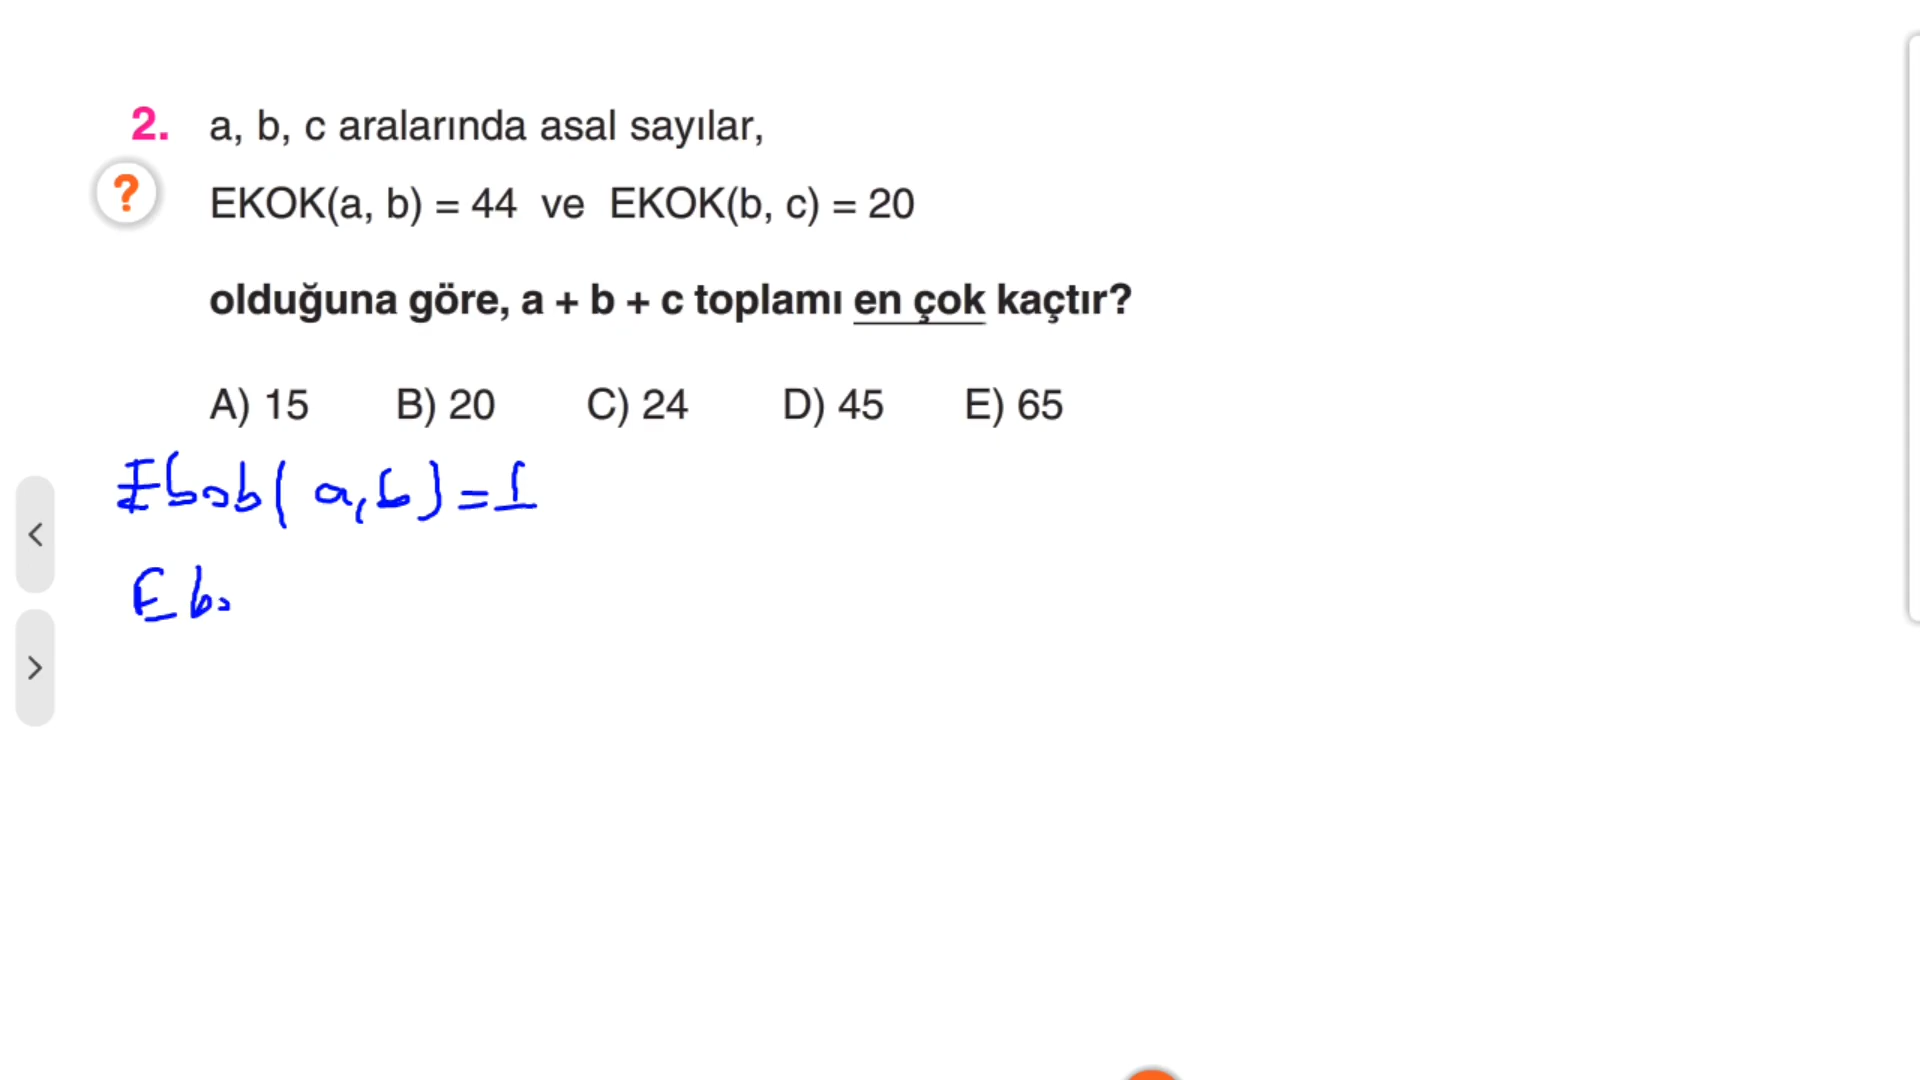 2. a, b, c aralarında asal sayılar,
?
EKOK(a, b) = 44 ve EKOK(b, c) = 20
olduğuna göre, a + b + c toplamı en çok kaçtır?
A) 15 B) 20 C) 24 D) 45 E) 65
Ebob( a, b ) = 1
Ebo